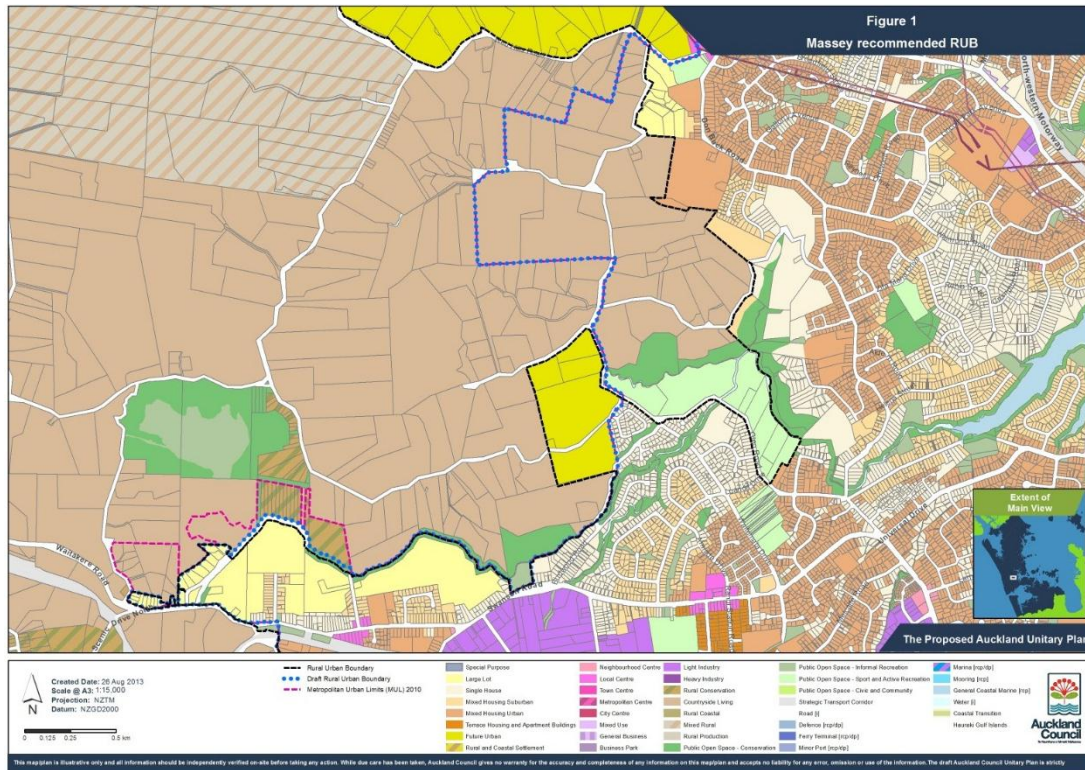 Figure 1
Massey recommended RUB
North-western Motorway
Don Buck Road
Waitakere Road
Scenic Drive North
Extent of
Main View
The Proposed Auckland Unitary Plan
Created Date: 26 Aug 2013
Scale @ A3: 1:15,000
Projection: NZTM
Datum: NZGD2000
N
0 0.125 0.25 0.5 km
Rural Urban Boundary
Draft Rural Urban Boundary
Metropolitan Urban Limits (MUL) 2010
Special Purpose
Large Lot
Single House
Mixed Housing Suburban
Mixed Housing Urban
Terrace Housing and Apartment Buildings
Future Urban
Rural and Coastal Settlement
Neighbourhood Centre
Local Centre
Town Centre
Metropolitan Centre
City Centre
Mixed Use
General Business
Business Park
Light Industry
Heavy Industry
Rural Conservation
Countryside Living
Rural Coastal
Mixed Rural
Rural Production
Public Open Space - Conservation
Public Open Space - Informal Recreation
Public Open Space - Sport and Active Recreation
Public Open Space - Civic and Community
Strategic Transport Corridor
Road [i]
Defence [rcp/dp]
Ferry Terminal [rcp/dp]
Minor Port [rcp/dp]
Marina [rcp/dp]
Mooring [rcp]
General Coastal Marine [rcp]
Water [i]
Coastal Transition
Hauraki Gulf Islands
Auckland
Council
This map/plan is illustrative only and all information should be independently verified on-site before taking any action. While due care has been taken, Auckland Council gives no warranty for the accuracy and completeness of any information on this map/plan and accepts no liability for any error, omission or use of the information. The draft Auckland Council Unitary Plan is strictly